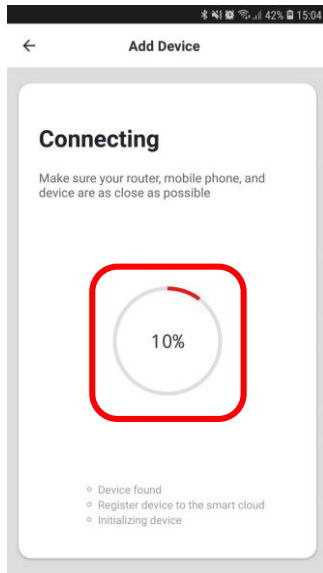 42% 15:04
Add Device
Connecting
Make sure your router, mobile phone, and
device are as close as possible
10%
Device found
Register device to the smart cloud
Initializing device